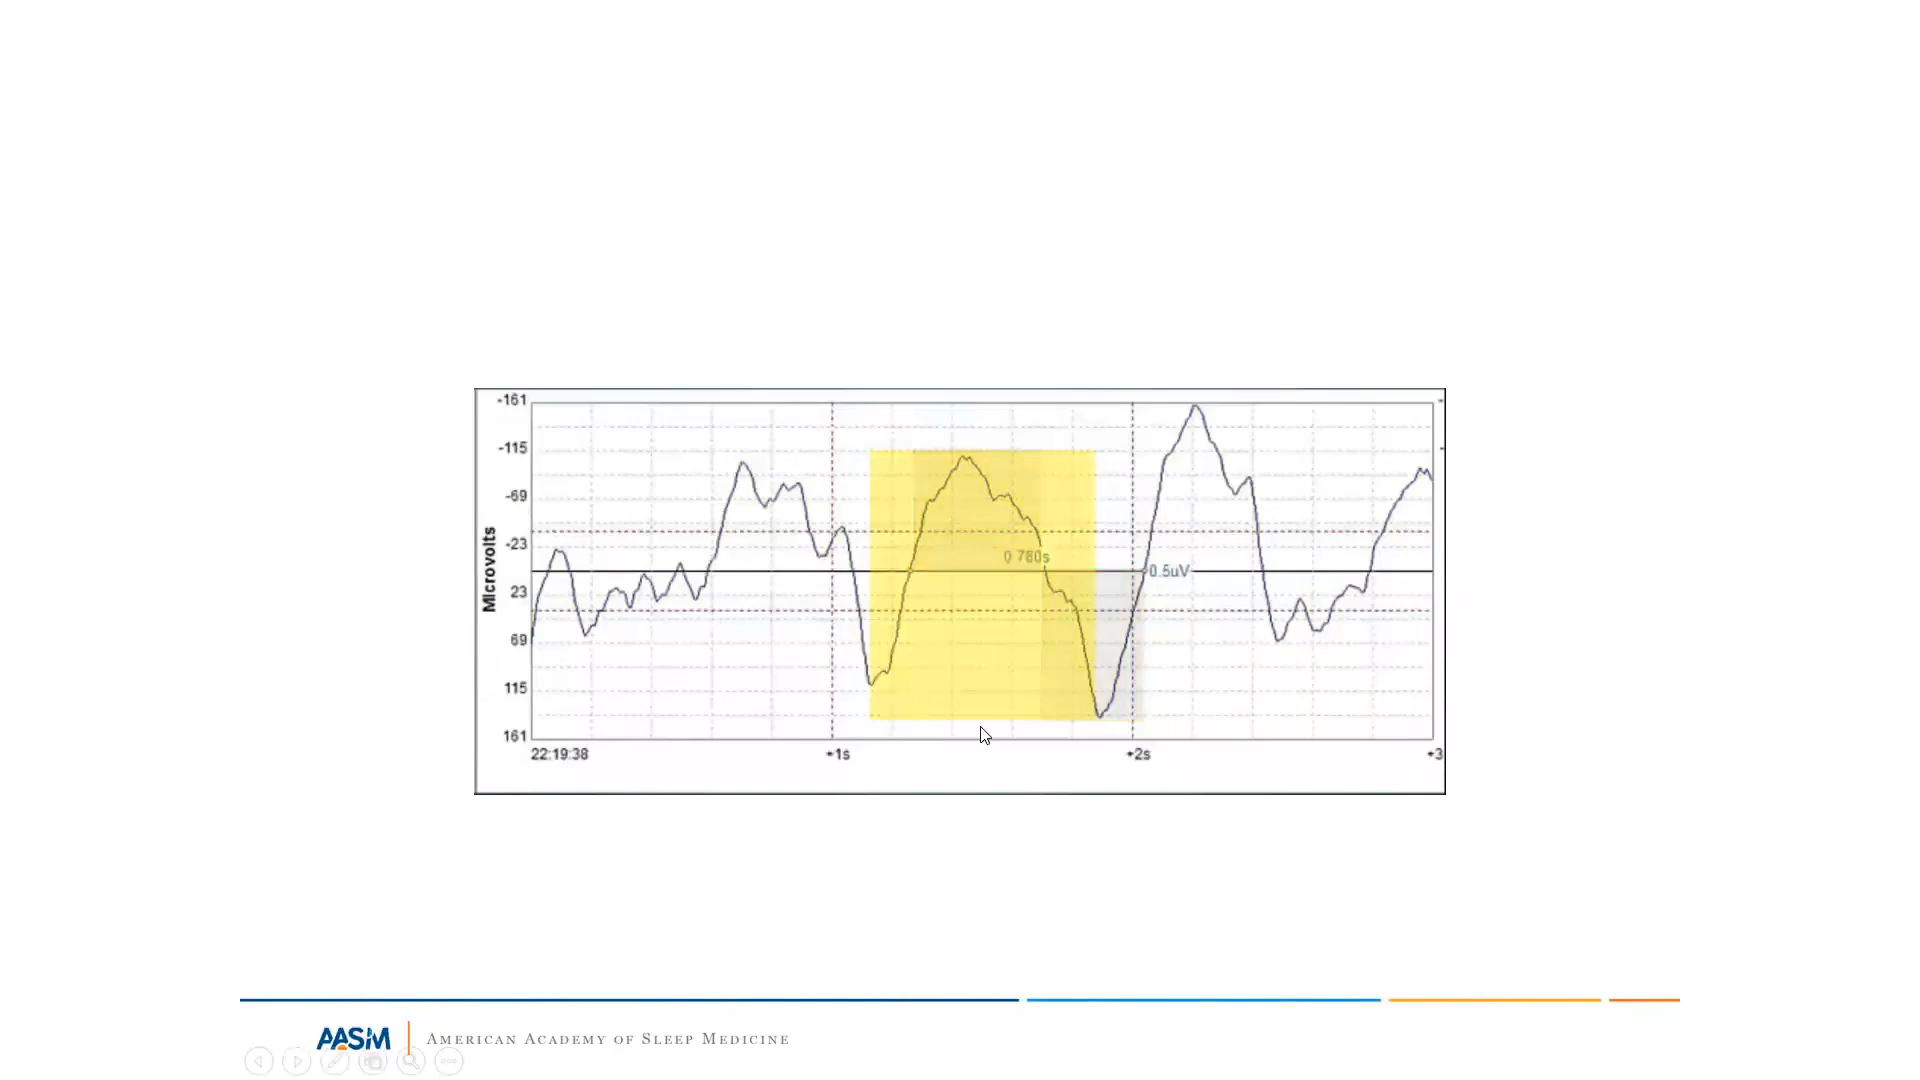 -161
-115
-69
-23
23
69
115
161
Microvolts
0 780s
0.5uV
22:19:38
+1s
+2s
+3
AASM
AMERICAN ACADEMY OF SLEEP MEDICINE